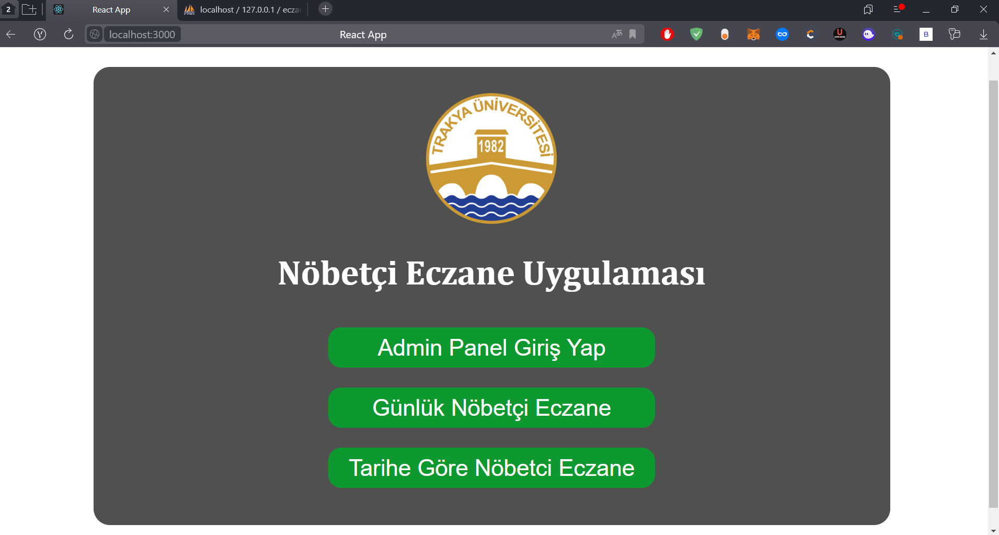 2
React App
localhost / 127.0.0.1 / ecza
localhost:3000
React App
B
TRAKYA ÜNİVERSİTESİ
1982
Nöbetçi Eczane Uygulaması
Admin Panel Giriş Yap
Günlük Nöbetçi Eczane
Tarihe Göre Nöbetci Eczane